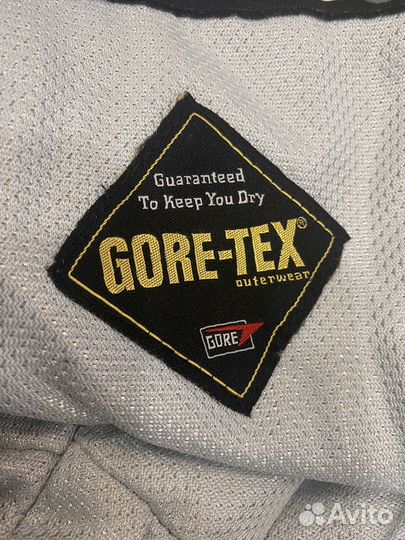 Guaranteed
To Keep You Dry
GORE-TEX®
outerwear
GORE
Avito